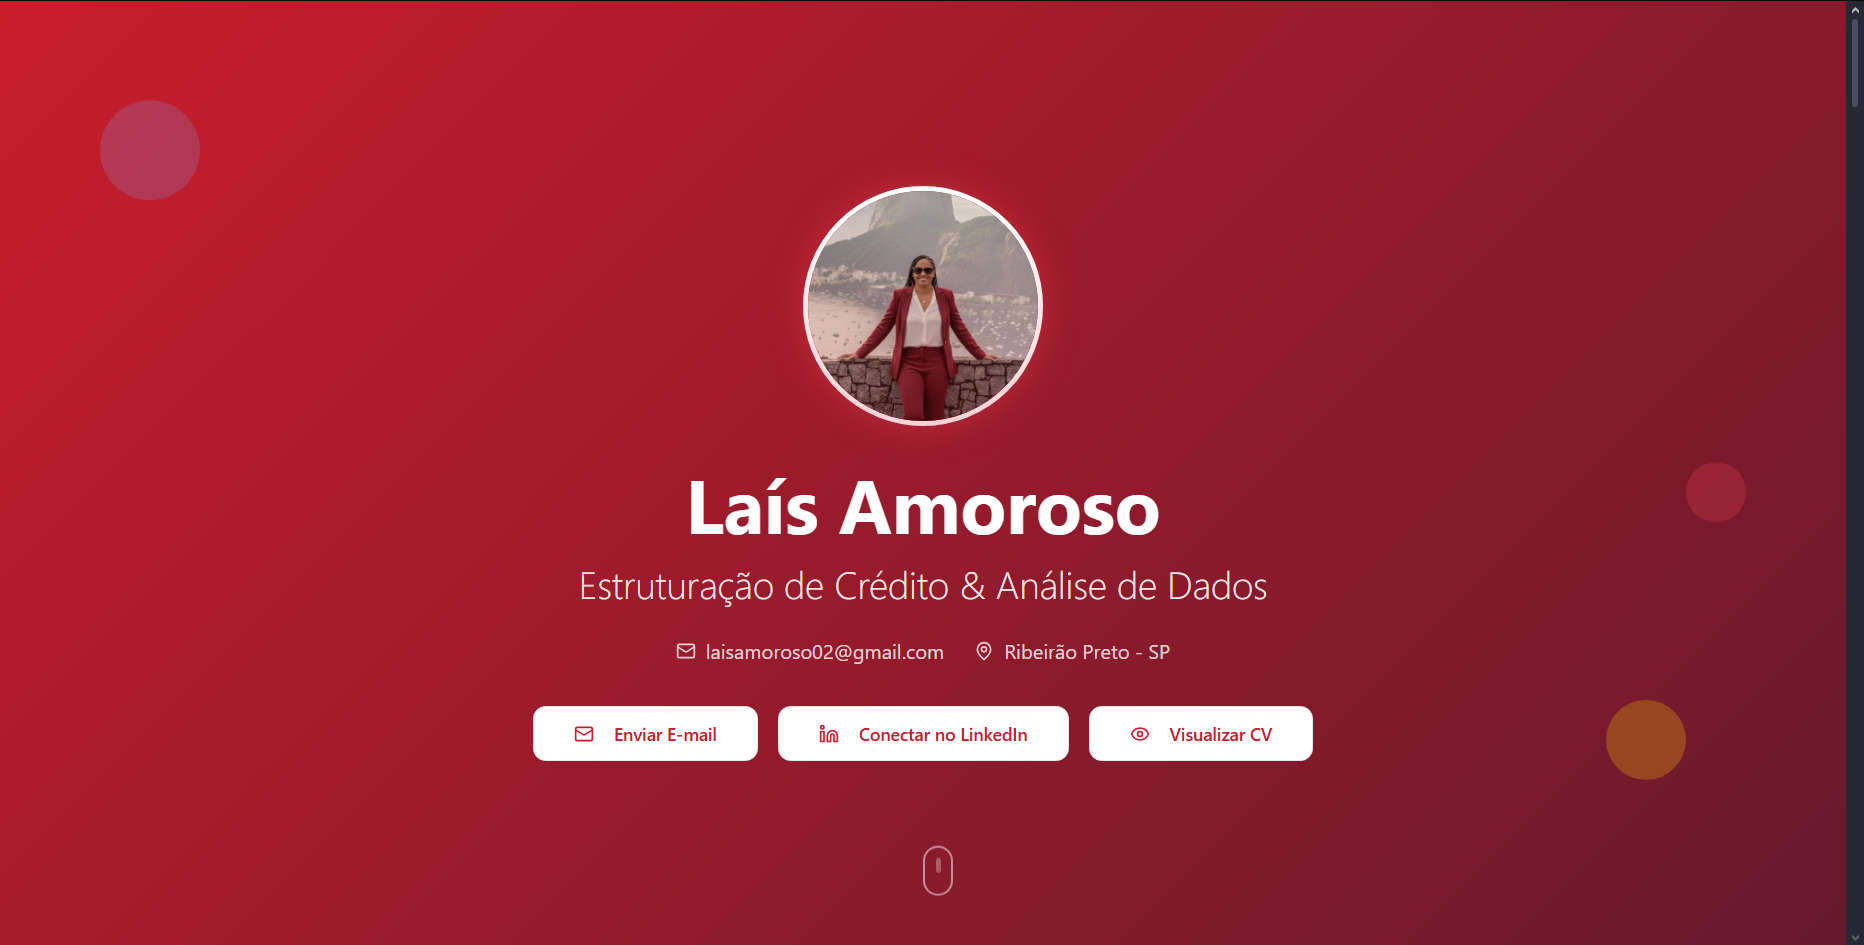 Laís Amoroso
Estruturação de Crédito & Análise de Dados
laisamoroso02@gmail.com Ribeirão Preto - SP
Enviar E-mail Conectar no LinkedIn Visualizar CV